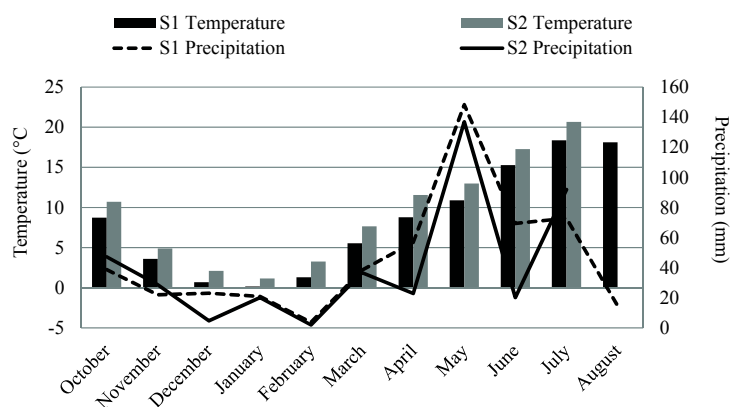 S1 Temperature S2 Temperature
S1 Precipitation S2 Precipitation
25 160
20 140
15 120
10 100
5 80
0 60
-5 40
20
0
Temperature (°C
Precipitation (mm)
October
November
December
January
February
March
April
May
June
July
August